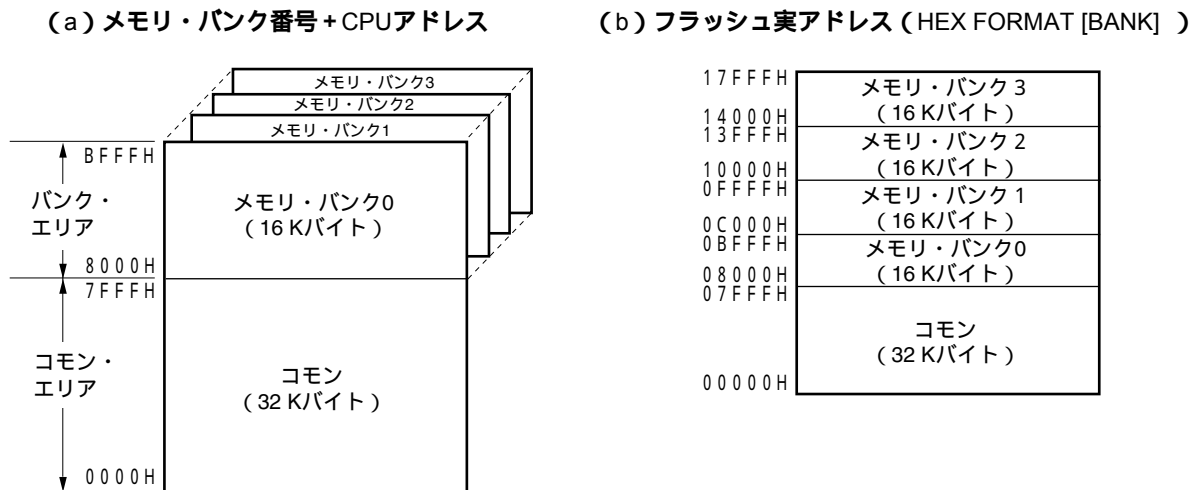 (a)メモリ・バンク番号+CPUアドレス
メモリ・バンク3
メモリ・バンク2
メモリ・バンク1
BFFFH
バンク・
エリア
メモリ・バンク0
(16 Kバイト)
8000H
7FFFH
コモン・
エリア
コモン
(32 Kバイト)
0000H
(b)フラッシュ実アドレス(HEX FORMAT [BANK] )
17FFFH
メモリ・バンク3
(16 Kバイト)
14000H
13FFFH
メモリ・バンク2
(16 Kバイト)
10000H
0FFFFH
メモリ・バンク1
(16 Kバイト)
0C000H
0BFFFH
メモリ・バンク0
(16 Kバイト)
08000H
07FFFH
コモン
(32 Kバイト)
00000H